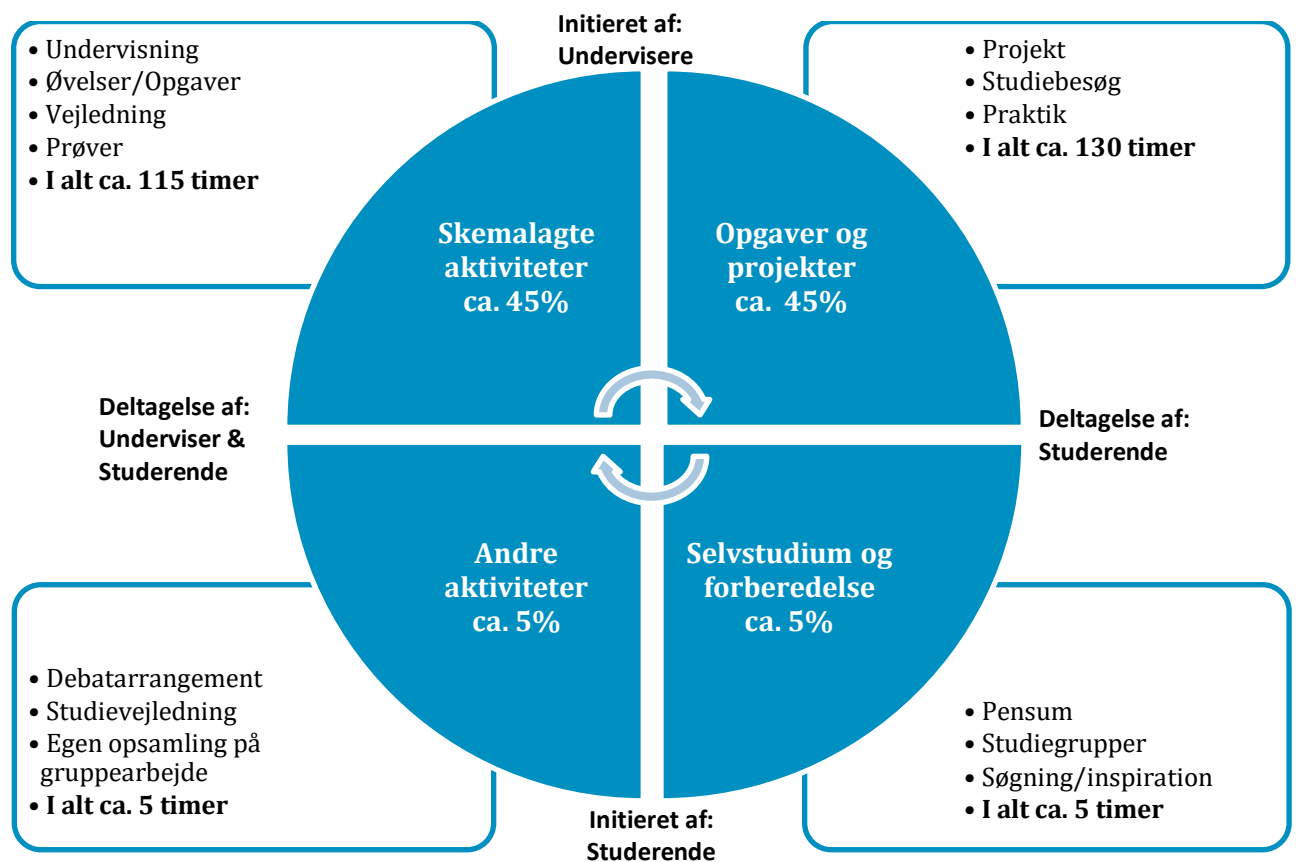 Initieret af:
Undervisere
• Undervisning
• Øvelser/Opgaver
• Vejledning
• Prøver
• I alt ca. 115 timer
• Projekt
• Studiebesøg
• Praktik
• I alt ca. 130 timer
Skemalagte
aktiviteter
ca. 45%
Opgaver og
projekter
ca. 45%
Deltagelse af:
Underviser &
Studerende
Deltagelse af:
Studerende
Andre
aktiviteter
ca. 5%
Selvstudium og
forberedelse
ca. 5%
• Debatarrangement
• Studievejledning
• Egen opsamling på
gruppearbejde
• I alt ca. 5 timer
• Pensum
• Studiegrupper
• Søgning/inspiration
• I alt ca. 5 timer
Initieret af:
Studerende